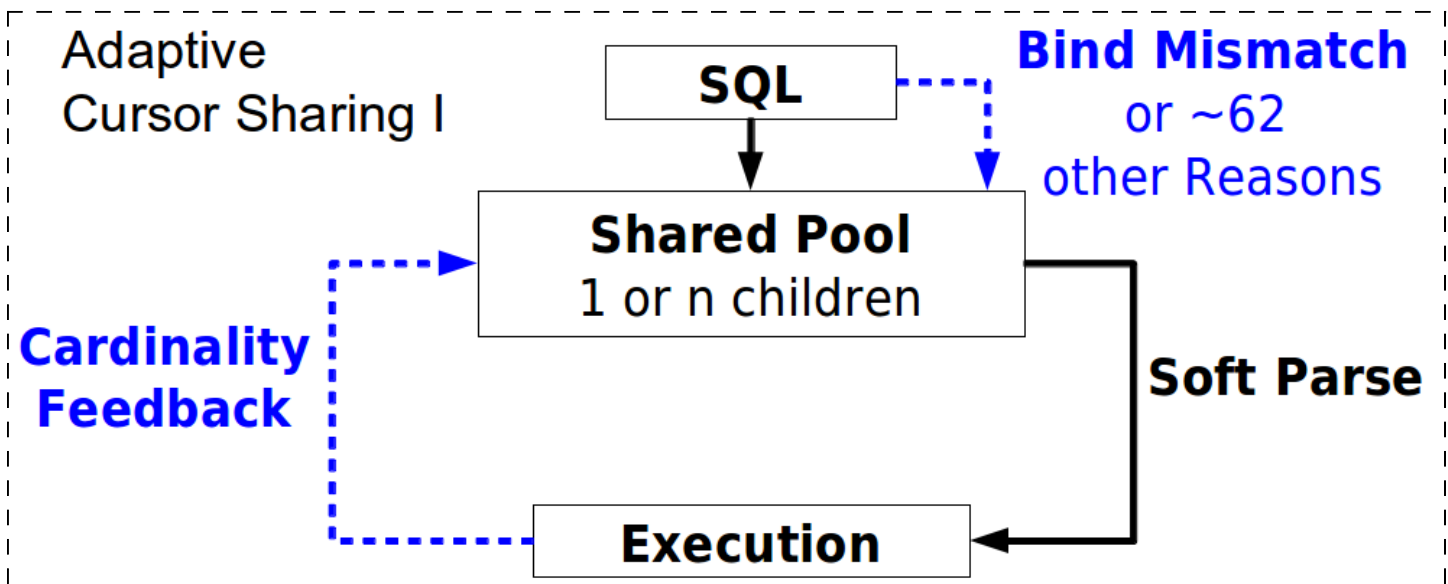 Adaptive
Cursor Sharing I
SQL
Bind Mismatch
or ~62
other Reasons
Shared Pool
1 or n children
Cardinality
Feedback
Soft Parse
Execution